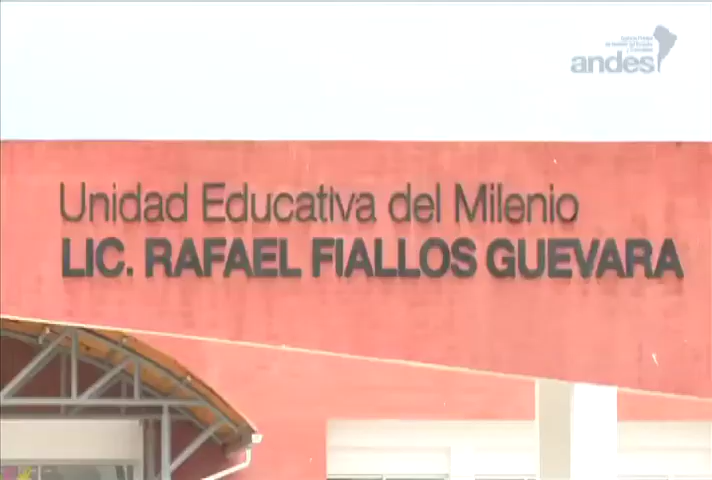 andes
Unidad Educativa del Milenio
LIC. RAFAEL FIALLOS GUEVARA